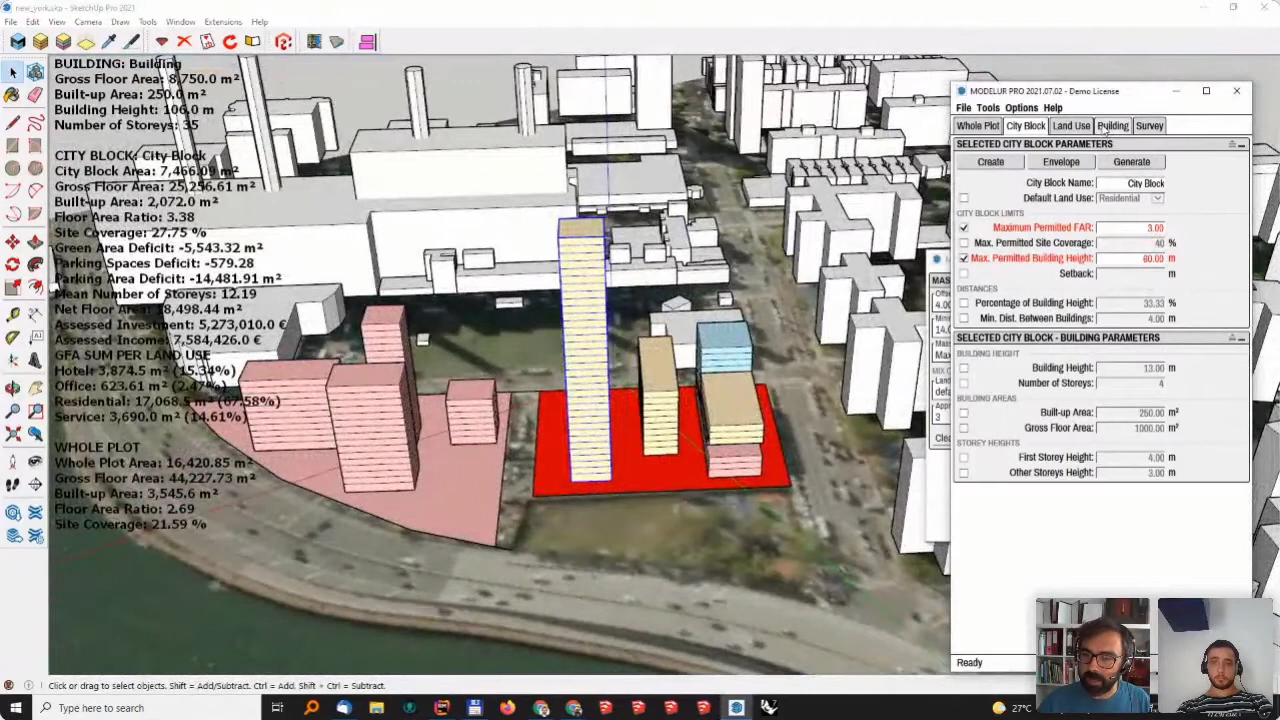 new_york.skp - SketchUp Pro 2021
File Edit View Camera Draw Tools Window Extensions Help
BUILDING: Building
Gross Floor Area: 8,750.0 m²
Built-up Area: 250.0 m²
Building Height: 106.0 m
Number of Storeys: 35
CITY BLOCK: City Block
City Block Area: 7,466.09 m²
Gross Floor Area: 25,256.61 m²
Built-up Area: 2,072.0 m²
Floor Area Ratio: 3.38
Site Coverage: 27.75 %
Green Area Deficit: -5,543.32 m²
Parking Spaces Deficit: -579.28
Parking Area Deficit: -14,481.91 m²
Mean Number of Storeys: 12.19
Net Floor Area: 18,498.44 m²
Assessed Investment: 5,273,010.0 €
Assessed Income: 7,584,426.0 €
GFA SUM PER LAND USE
Hotel: 3,874.5 m² (15.34%)
Office: 623.61 m² (2.47%)
Residential: 17,068.5 m² (67.58%)
Service: 3,690.0 m² (14.61%)
WHOLE PLOT
Whole Plot Area: 16,420.85 m²
Gross Floor Area: 44,227.73 m²
Built-up Area: 3,545.6 m²
Floor Area Ratio: 2.69
Site Coverage: 21.59 %
MODELUR PRO 2021.07.02 - Demo License
File Tools Options Help
Whole Plot City Block Land Use Building Survey
SELECTED CITY BLOCK PARAMETERS
Create Envelope Generate
City Block Name: City Block
Default Land Use: Residential
CITY BLOCK LIMITS
Maximum Permitted FAR: 3.00
Max. Permitted Site Coverage: 40 %
Max. Permitted Building Height: 60.00 m
Setback: m
DISTANCES
Percentage of Building Height: 33.33 %
Min. Dist. Between Buildings: 4.00 m
SELECTED CITY BLOCK - BUILDING PARAMETERS
BUILDING HEIGHT
Building Height: 13.00 m
Number of Storeys: 4
BUILDING AREAS
Built-up Area: 250.00 m²
Gross Floor Area: 1000.00 m²
STOREY HEIGHTS
First Storey Height: 4.00 m
Other Storeys Height: 3.00 m
Ready
Click or drag to select objects. Shift = Add/Subtract. Ctrl = Add. Shift + Ctrl = Subtract.
Type here to search
27°C